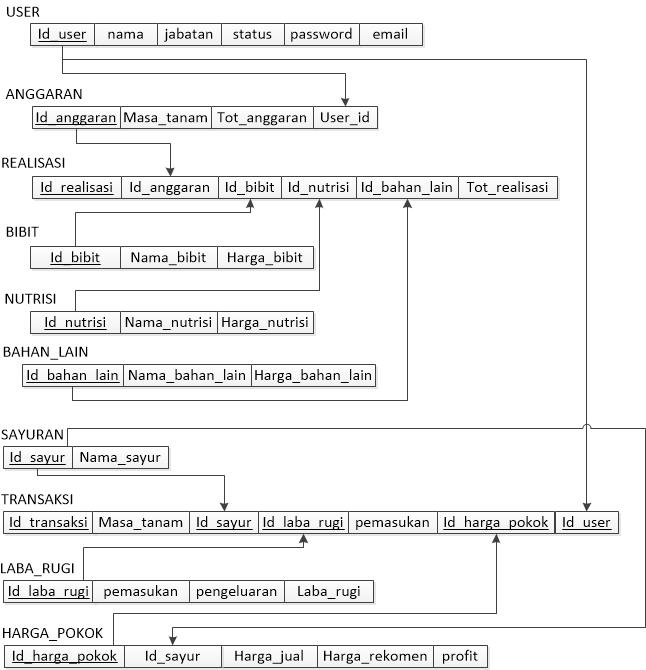 USER
Id_user nama jabatan status password email
ANGGARAN
Id_anggaran Masa_tanam Tot_anggaran User_id
REALISASI
Id_realisasi Id_anggaran Id_bibit Id_nutrisi Id_bahan_lain Tot_realisasi
BIBIT
Id_bibit Nama_bibit Harga_bibit
NUTRISI
Id_nutrisi Nama_nutrisi Harga_nutrisi
BAHAN_LAIN
Id_bahan_lain Nama_bahan_lain Harga_bahan_lain
SAYURAN
Id_sayur Nama_sayur
TRANSAKSI
Id_transaksi Masa_tanam Id_sayur Id_laba_rugi pemasukan Id_harga_pokok Id_user
LABA_RUGI
Id_laba_rugi pemasukan pengeluaran Laba_rugi
HARGA_POKOK
Id_harga_pokok Id_sayur Harga_jual Harga_rekomen profit